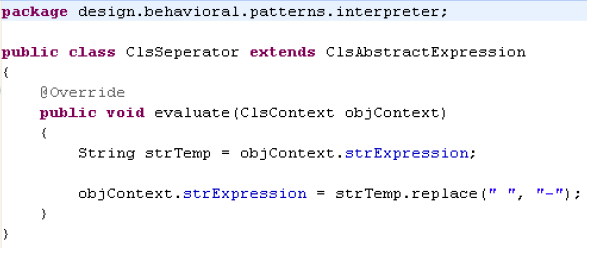 package design.behavioral.patterns.interpreter;
public class ClsSeperator extends ClsAbstractExpression
{
@Override
public void evaluate(ClsContext objContext)
{
String strTemp = objContext.strExpression;
objContext.strExpression = strTemp.replace(" ", "-");
}
}